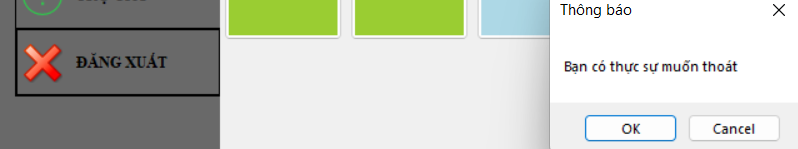 Thông báo
ĐĂNG XUẤT
Bạn có thực sự muốn thoát
OK
Cancel